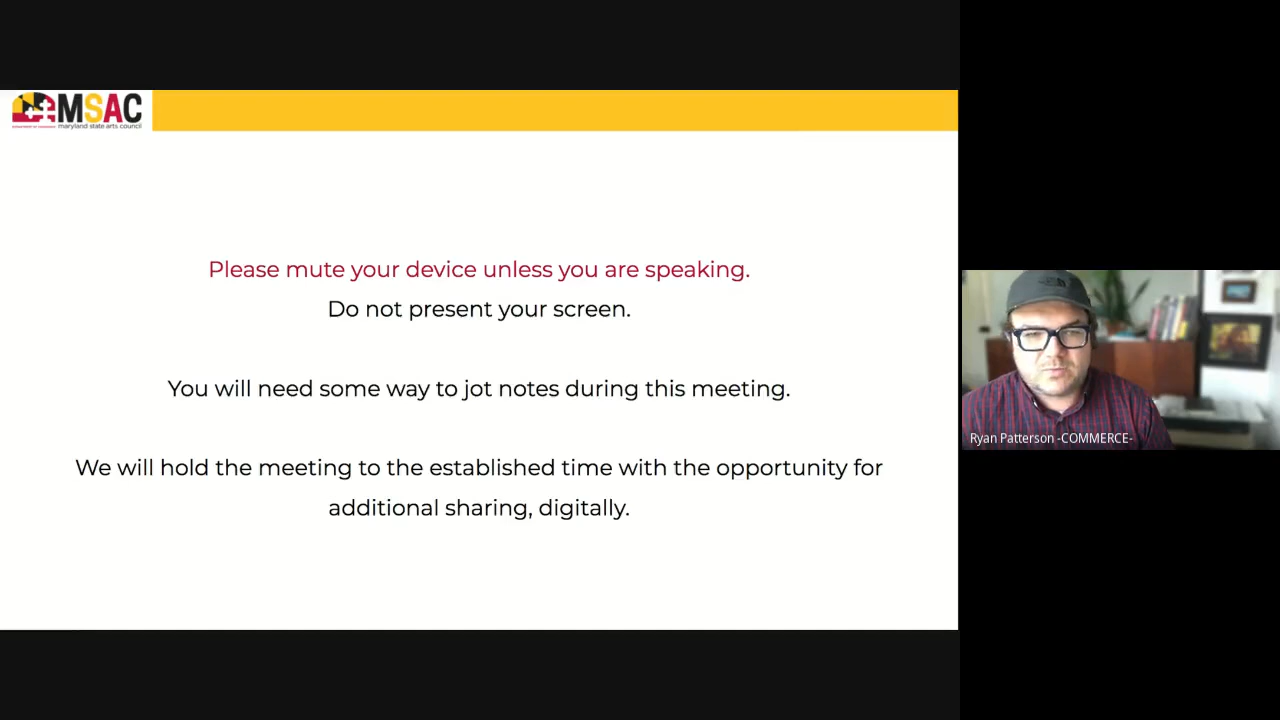 MSAC
maryland state arts council
Please mute your device unless you are speaking.
Do not present your screen.
You will need some way to jot notes during this meeting.
We will hold the meeting to the established time with the opportunity for
additional sharing, digitally.
Ryan Patterson -COMMERCE-